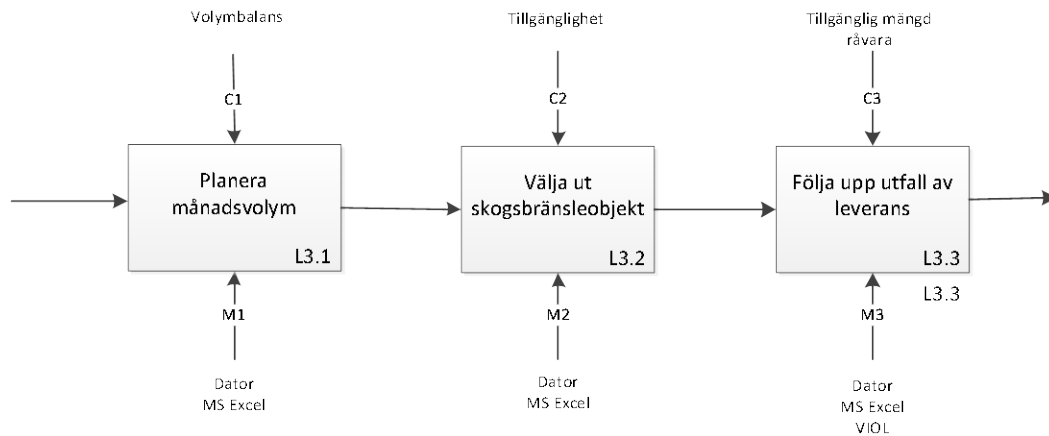 Volymbalans
Tillgänglighet
Tillgänglig mängd
råvara
C1
C2
C3
Planera
månadsvolym
L3.1
Välja ut
skogsbränsleobjekt
L3.2
Följa upp utfall av
leverans
L3.3
L3.3
M1
M2
M3
Dator
MS Excel
Dator
MS Excel
Dator
MS Excel
VIOL